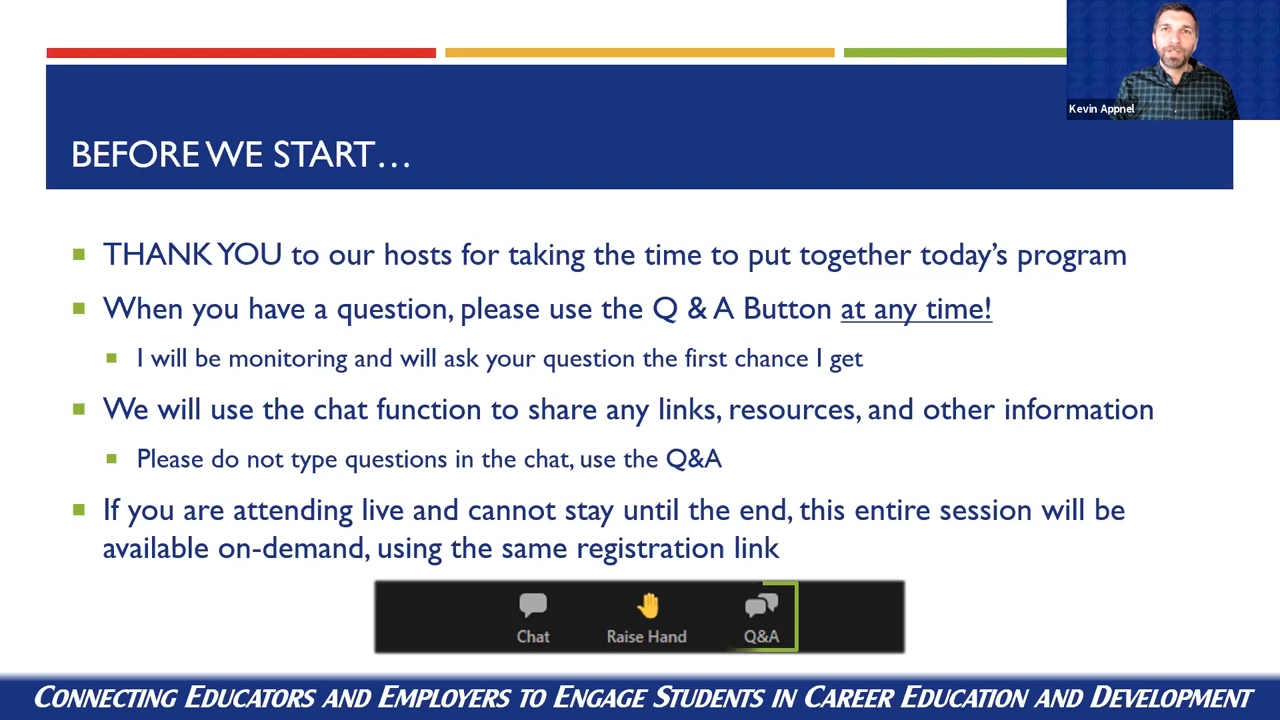 Kevin Appnel
BEFORE WE START…
THANK YOU to our hosts for taking the time to put together today's program
When you have a question, please use the Q & A Button at any time!
I will be monitoring and will ask your question the first chance I get
We will use the chat function to share any links, resources, and other information
Please do not type questions in the chat, use the Q&A
If you are attending live and cannot stay until the end, this entire session will be
available on-demand, using the same registration link
Chat
Raise Hand
Q&A
CONNECTING EDUCATORS AND EMPLOYERS TO ENGAGE STUDENTS IN CAREER EDUCATION AND DEVELOPMENT